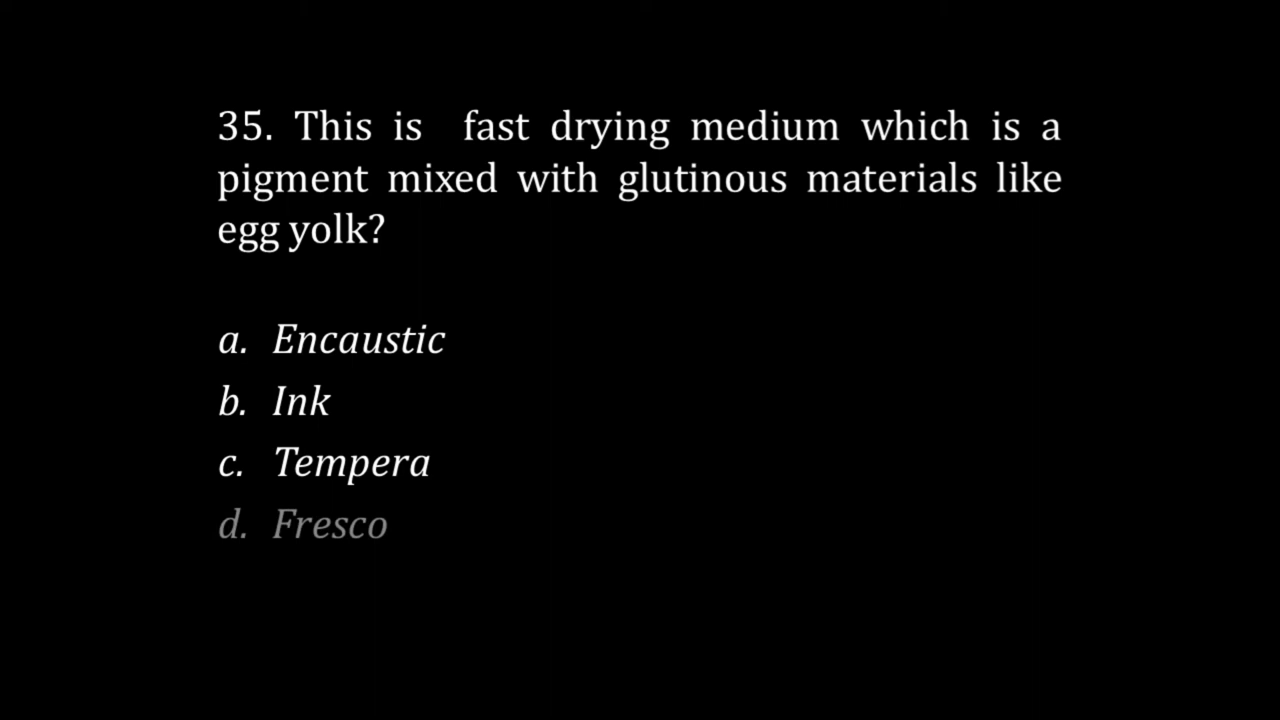 35. This is fast drying medium which is a
pigment mixed with glutinous materials like
egg yolk?
a. Encaustic
b. Ink
c. Tempera
d. Fresco